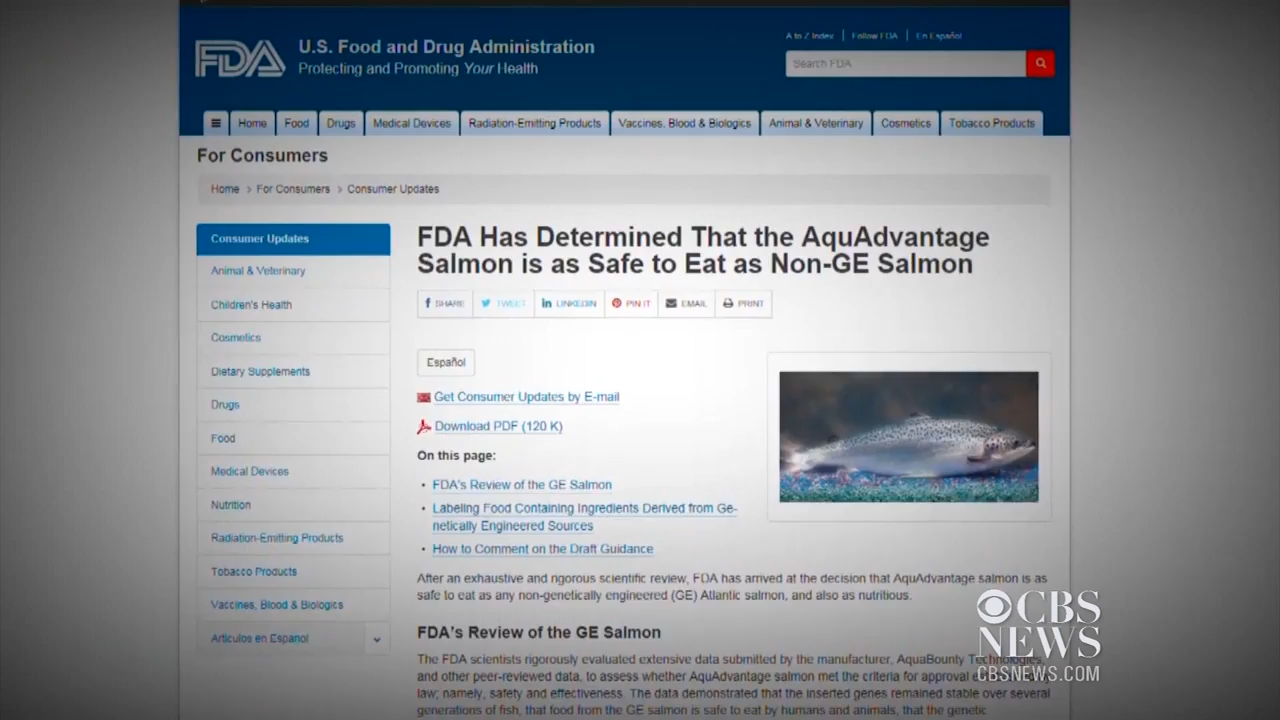 FDA
U.S. Food and Drug Administration
Protecting and Promoting Your Health
A to Z Index
Follow FDA
En Español
Search FDA
Home
Food
Drugs
Medical Devices
Radiation-Emitting Products
Vaccines, Blood & Biologics
Animal & Veterinary
Cosmetics
Tobacco Products
For Consumers
Home > For Consumers > Consumer Updates
Consumer Updates
Animal & Veterinary
Children's Health
Cosmetics
Dietary Supplements
Drugs
Food
Medical Devices
Nutrition
Radiation-Emitting Products
Tobacco Products
Vaccines, Blood & Biologics
Articulos en Espanol
FDA Has Determined That the AquAdvantage
Salmon is as Safe to Eat as Non-GE Salmon
SHARE
TWEET
LINKEDIN
PIN IT
EMAIL
PRINT
Español
Get Consumer Updates by E-mail
Download PDF (120 K)
On this page:
• FDA's Review of the GE Salmon
• Labeling Food Containing Ingredients Derived from Ge-
netically Engineered Sources
• How to Comment on the Draft Guidance
After an exhaustive and rigorous scientific review, FDA has arrived at the decision that AquAdvantage salmon is as
safe to eat as any non-genetically engineered (GE) Atlantic salmon, and also as nutritious.
FDA's Review of the GE Salmon
The FDA scientists rigorously evaluated extensive data submitted by the manufacturer, AquaBounty Technologies,
and other peer-reviewed data, to assess whether AquAdvantage salmon met the criteria for approval
law; namely, safety and effectiveness. The data demonstrated that the inserted genes remained stable over several
generations of fish, that food from the GE salmon is safe to eat by humans and animals, that the genetic
CBS
NEWS
CBSNEWS.COM